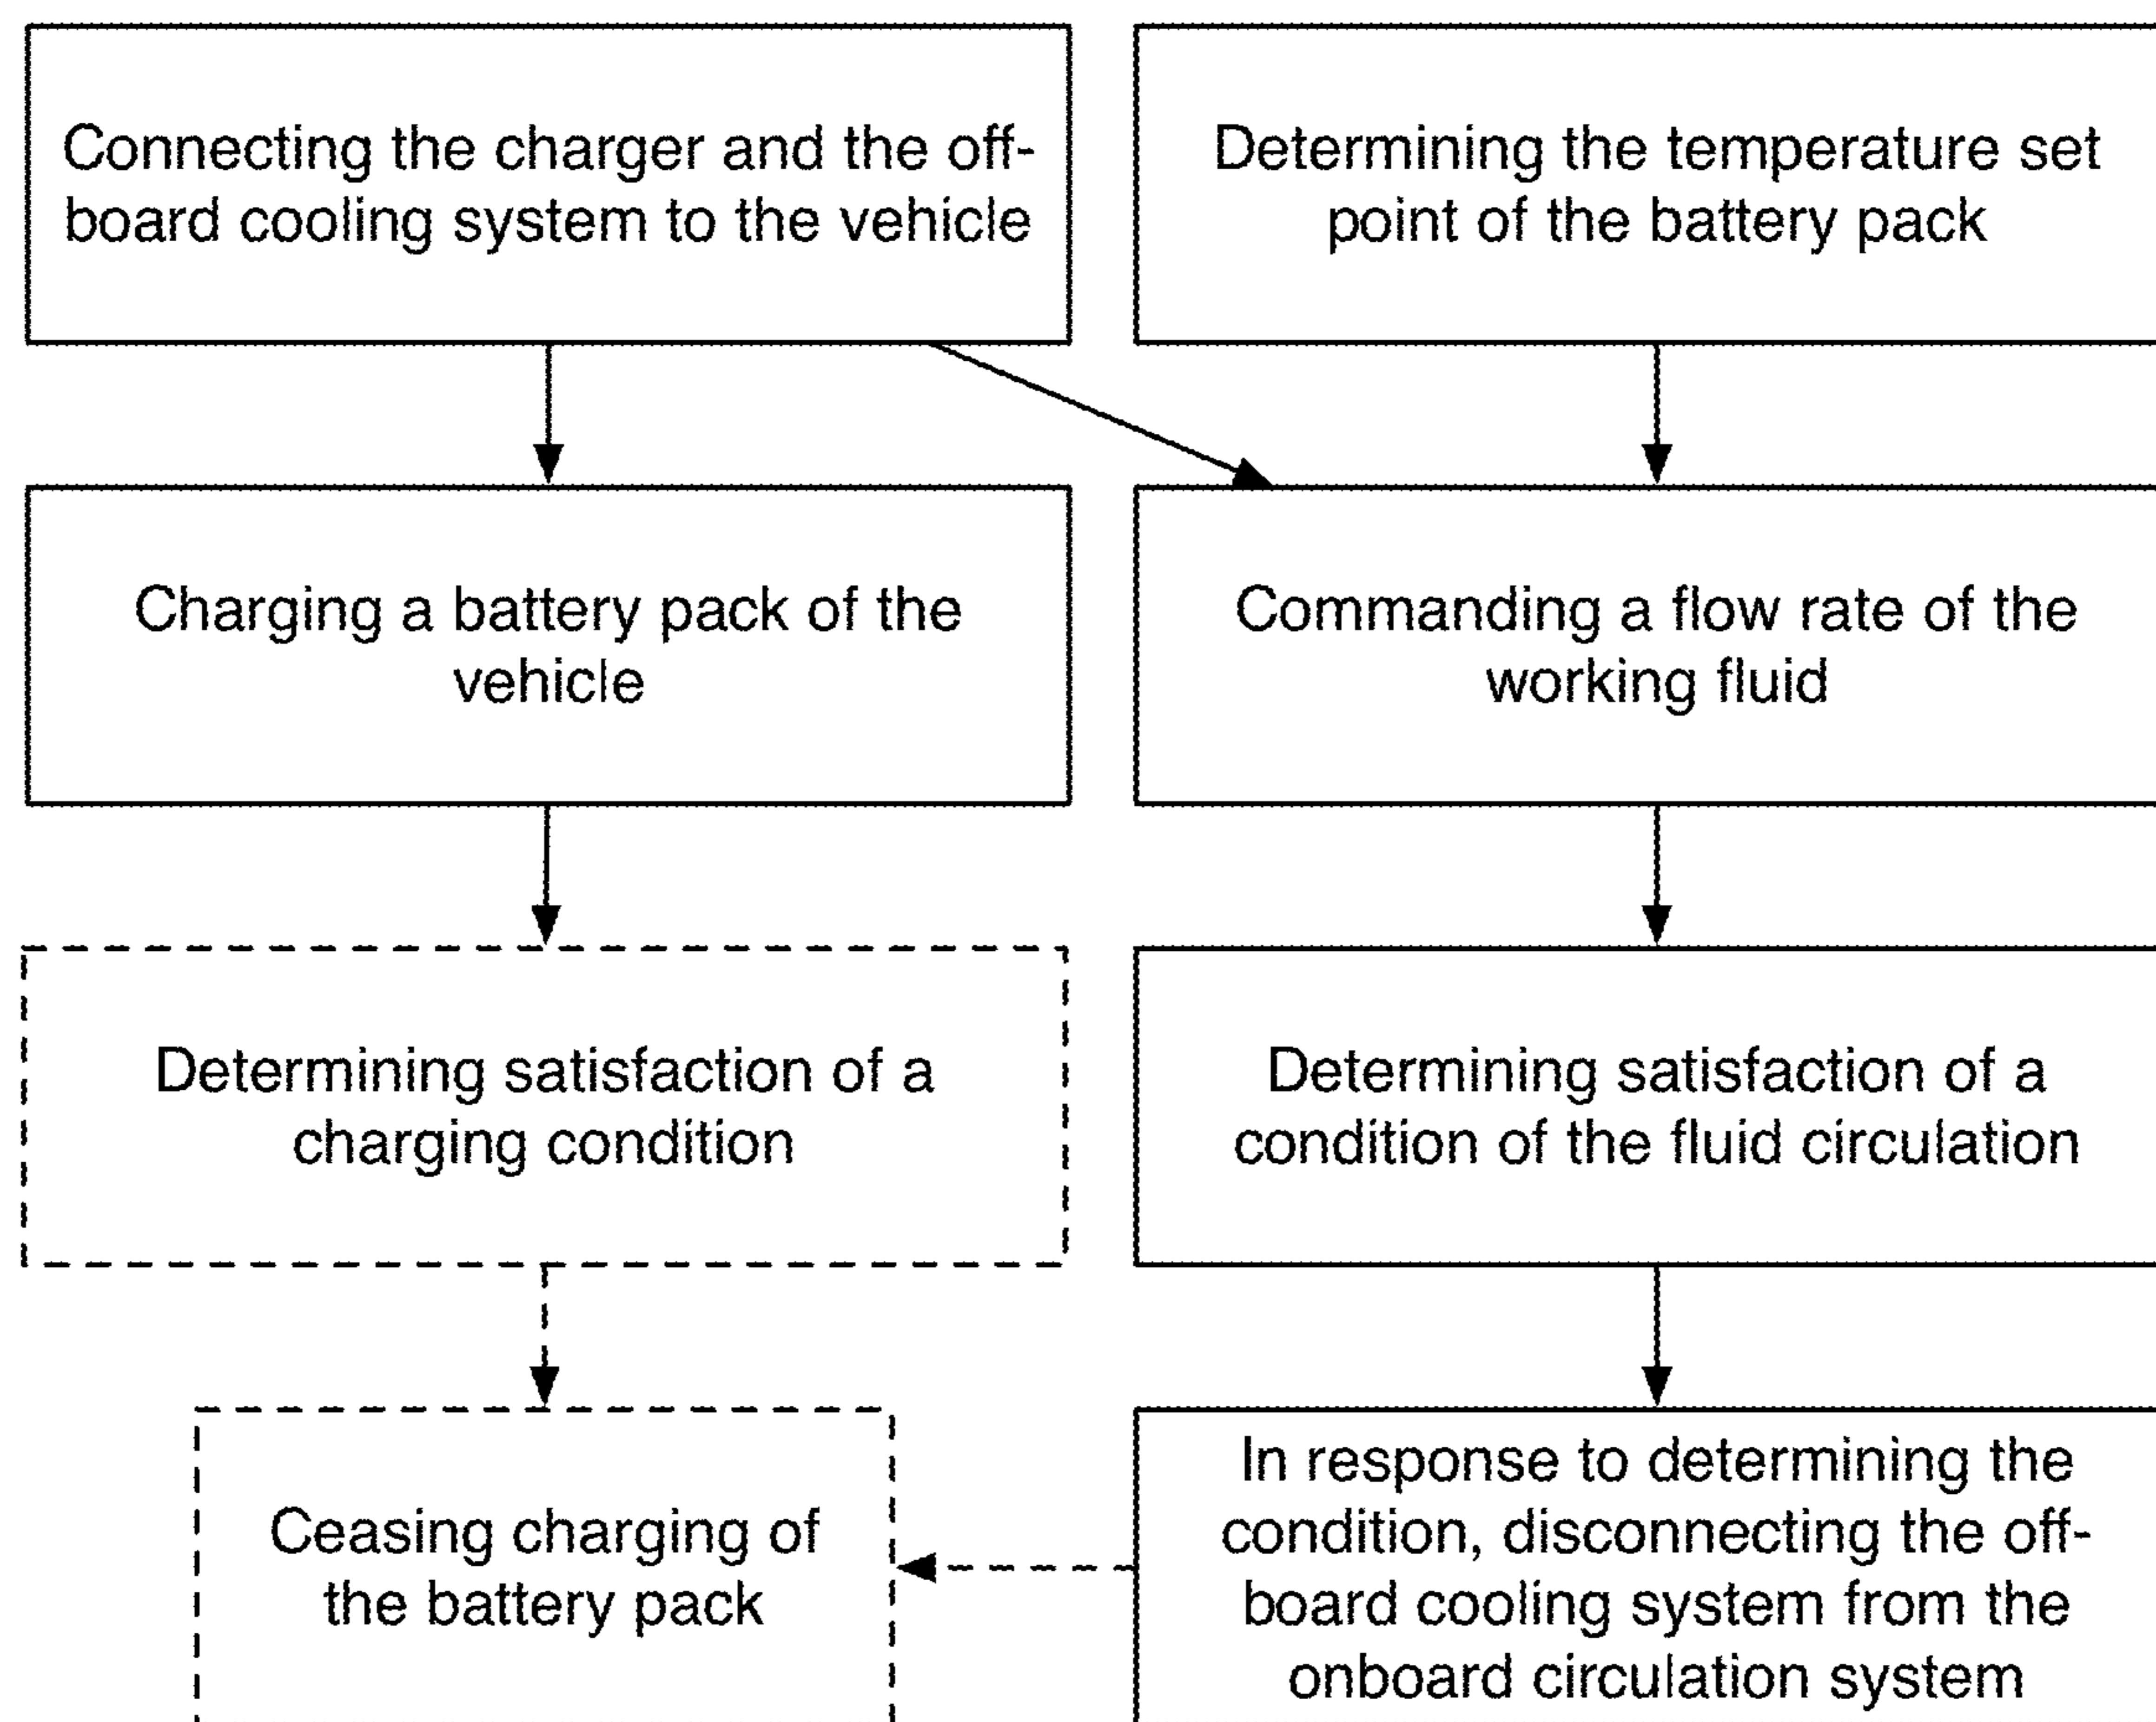 Connecting the charger and the off-
board cooling system to the vehicle
Determining the temperature set
point of the battery pack
Charging a battery pack of the
vehicle
Commanding a flow rate of the
working fluid
Determining satisfaction of a
charging condition
Determining satisfaction of a
condition of the fluid circulation
Ceasing charging of
the battery pack
In response to determining the
condition, disconnecting the off-
board cooling system from the
onboard circulation system